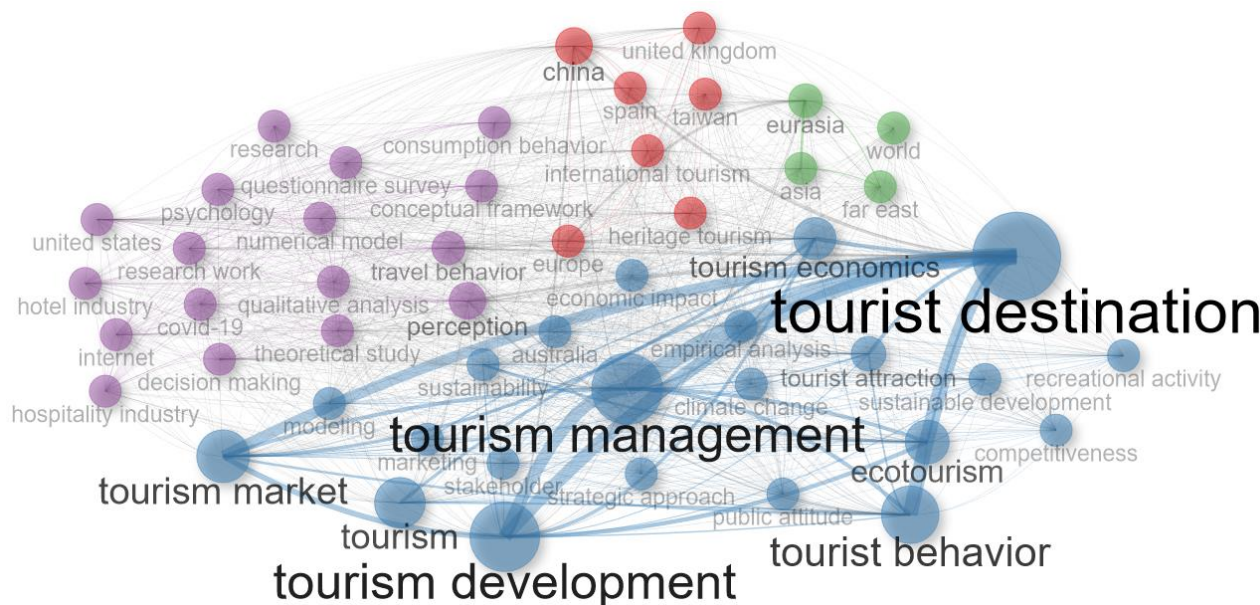 united kingdom
china
spain
taiwan
eurasia
research
consumption behavior
world
international tourism
questionnaire survey
asia
psychology
conceptual framework
far east
united states
numerical model
heritage tourism
research work
travel behavior
europe
tourism economics
hotel industry
qualitative analysis
economic impact
covid-19
perception
tourist destination
internet
theoretical study
australia
empirical analysis
decision making
sustainability
tourist attraction
recreational activity
hospitality industry
modeling
climate change
sustainable development
tourism management
marketing
competitiveness
ecotourism
tourism market
stakeholder
strategic approach
public attitude
tourism
tourist behavior
tourism development